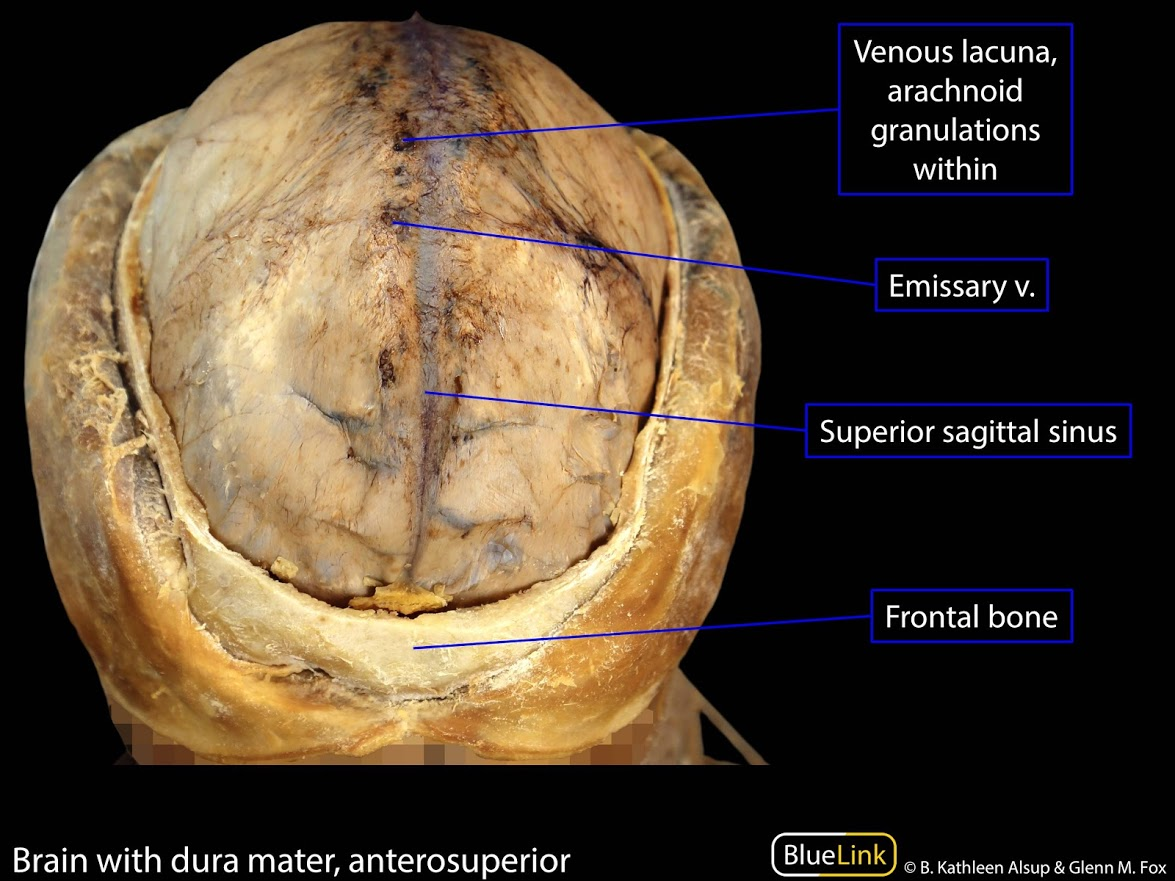 Venous lacuna,
arachnoid
granulations
within
Emissary v.
Superior sagittal sinus
Frontal bone
Brain with dura mater, anterosuperior
BlueLink
© B. Kathleen Alsup & Glenn M. Fox